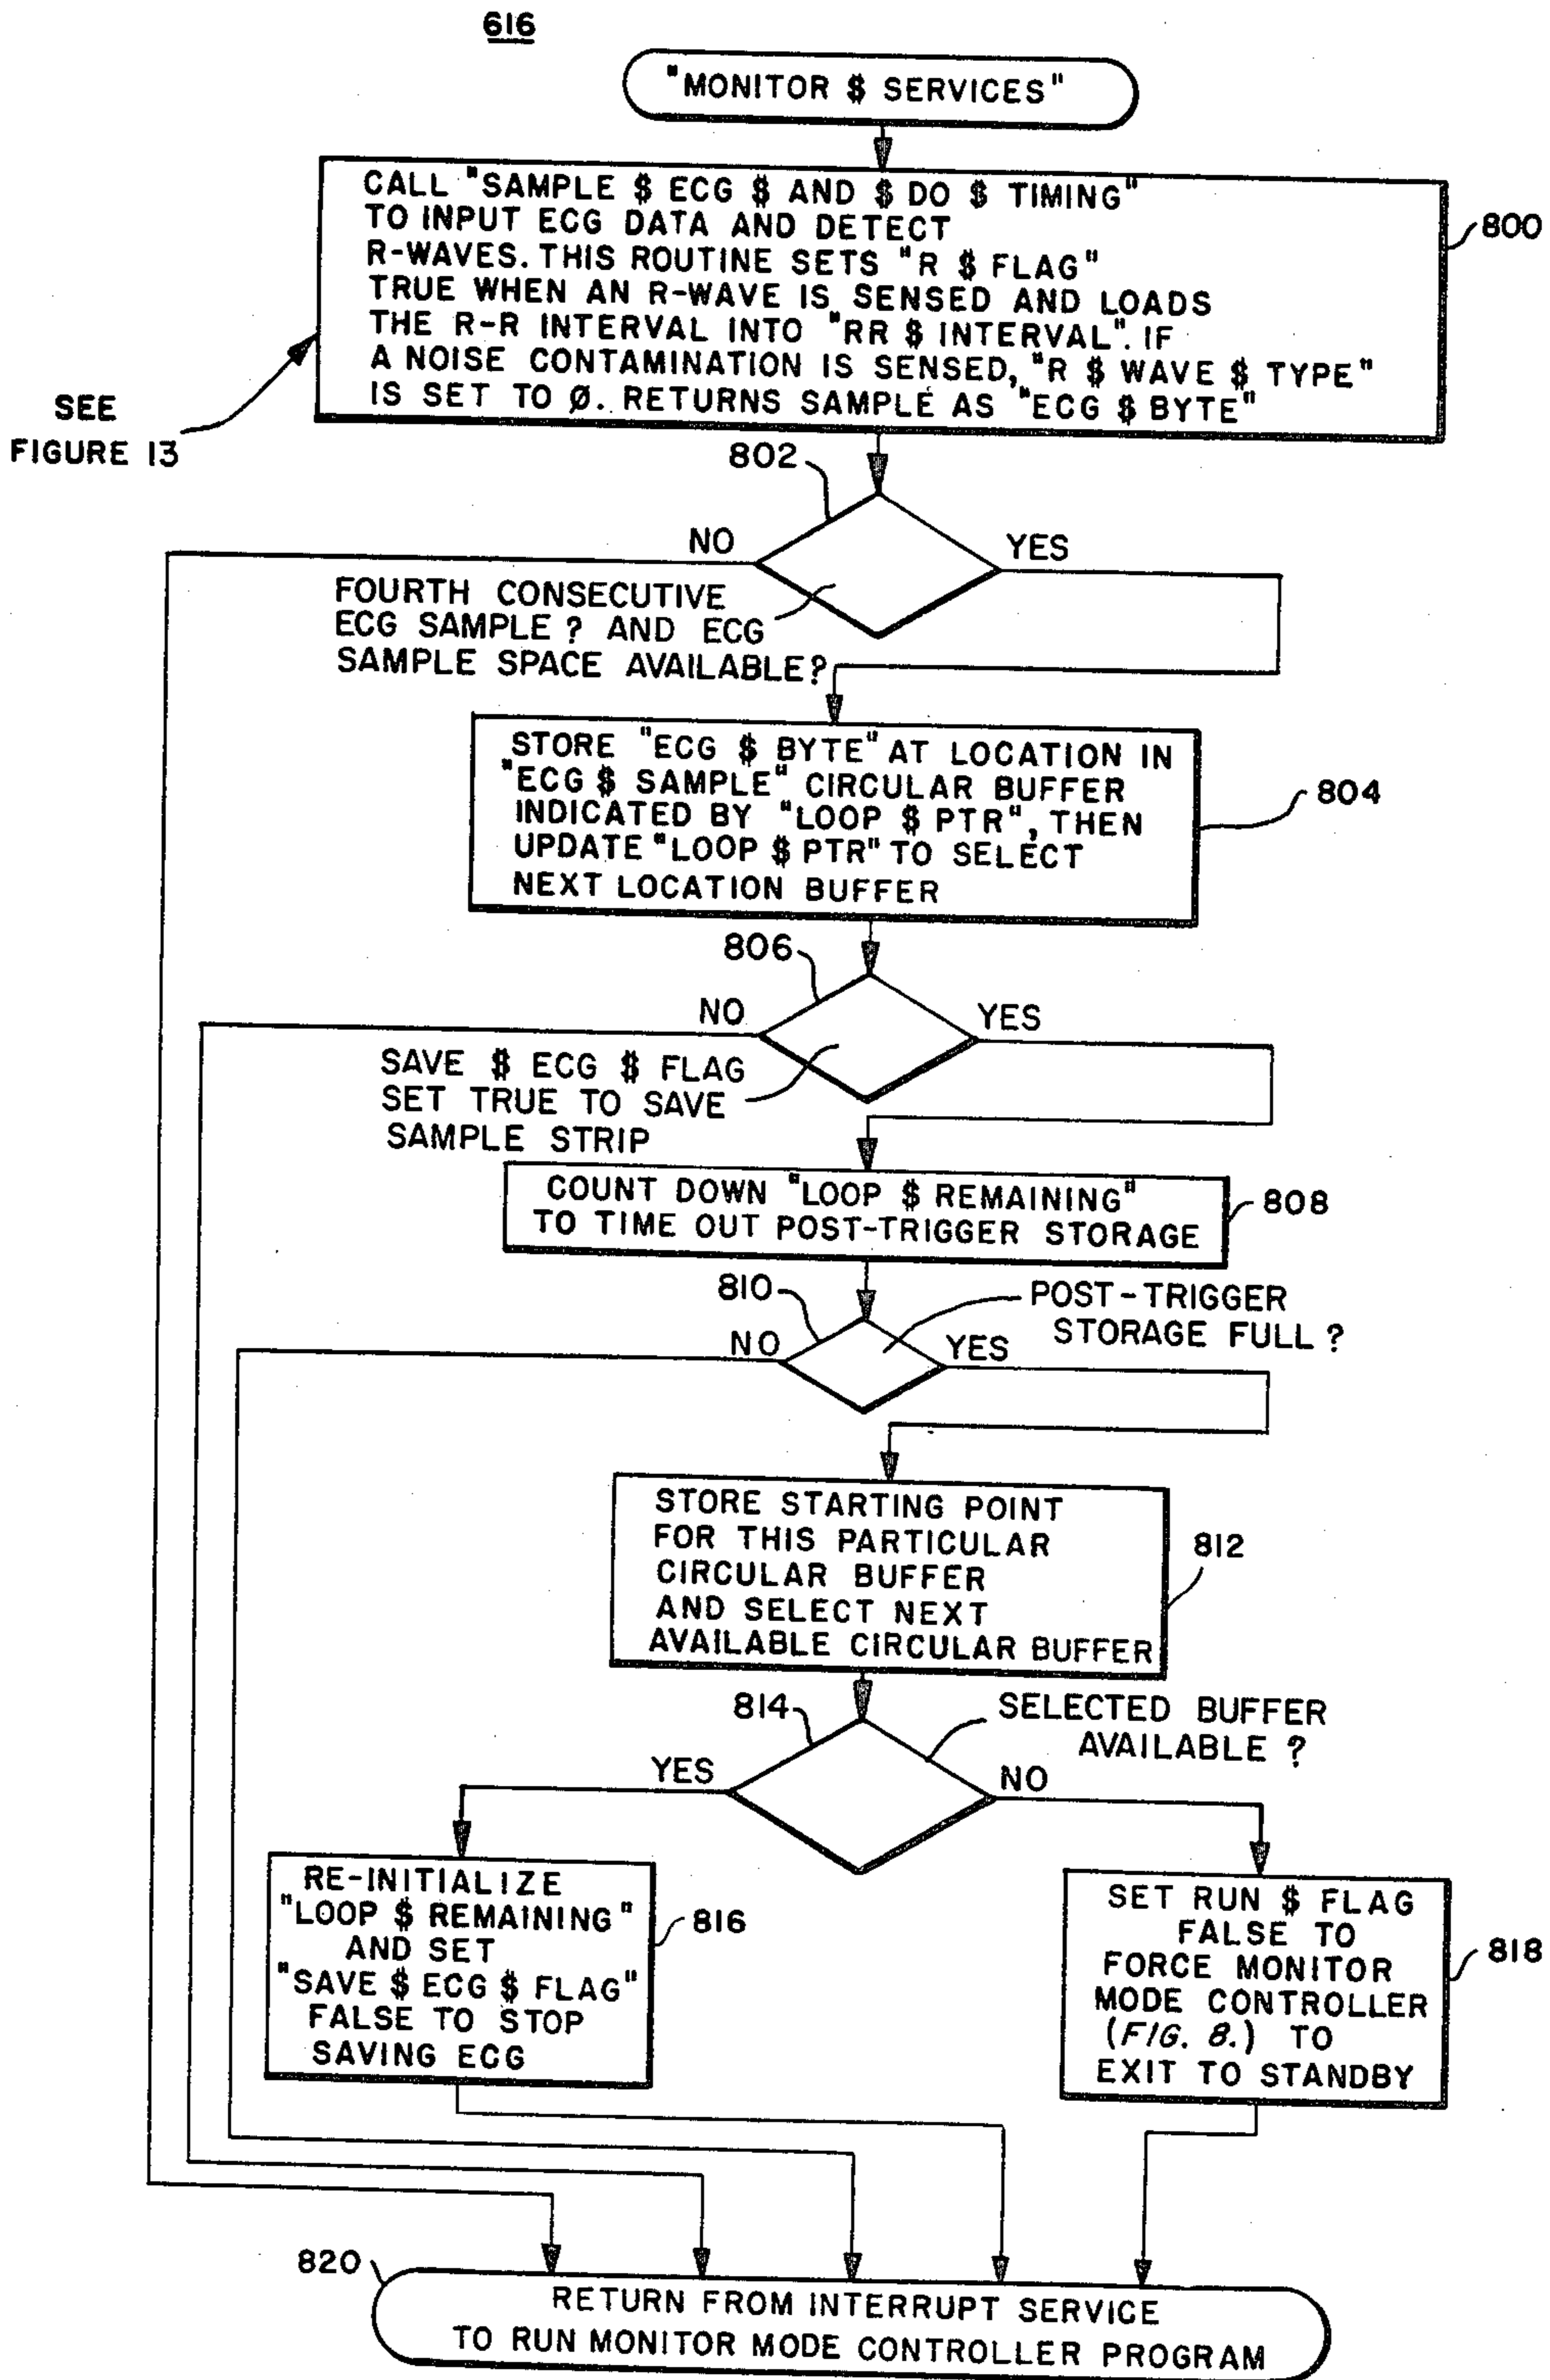 616
"MONITOR $ SERVICES"
CALL "SAMPLE $ ECG $ AND $ DO $ TIMING"
TO INPUT ECG DATA AND DETECT
R-WAVES. THIS ROUTINE SETS "R $ FLAG"
TRUE WHEN AN R-WAVE IS SENSED AND LOADS
THE R-R INTERVAL INTO "RR $ INTERVAL". IF
A NOISE CONTAMINATION IS SENSED, "R $ WAVE $ TYPE"
IS SET TO Ø. RETURNS SAMPLE AS "ECG $ BYTE"
800
SEE
FIGURE 13
802
NO
YES
FOURTH CONSECUTIVE
ECG SAMPLE ? AND ECG
SAMPLE SPACE AVAILABLE?
STORE "ECG $ BYTE" AT LOCATION IN
"ECG $ SAMPLE" CIRCULAR BUFFER
INDICATED BY "LOOP $ PTR", THEN
UPDATE "LOOP $ PTR" TO SELECT
NEXT LOCATION BUFFER
804
806
NO
YES
SAVE $ ECG $ FLAG
SET TRUE TO SAVE
SAMPLE STRIP
COUNT DOWN "LOOP $ REMAINING"
TO TIME OUT POST-TRIGGER STORAGE
808
810
POST-TRIGGER
STORAGE FULL ?
NO
YES
STORE STARTING POINT
FOR THIS PARTICULAR
CIRCULAR BUFFER
AND SELECT NEXT
AVAILABLE CIRCULAR BUFFER
812
814
SELECTED BUFFER
AVAILABLE ?
YES
NO
RE-INITIALIZE
"LOOP $ REMAINING"
AND SET
"SAVE $ ECG $ FLAG"
FALSE TO STOP
SAVING ECG
816
SET RUN $ FLAG
FALSE TO
FORCE MONITOR
MODE CONTROLLER
(FIG. 8.) TO
EXIT TO STANDBY
818
820
RETURN FROM INTERRUPT SERVICE
TO RUN MONITOR MODE CONTROLLER PROGRAM